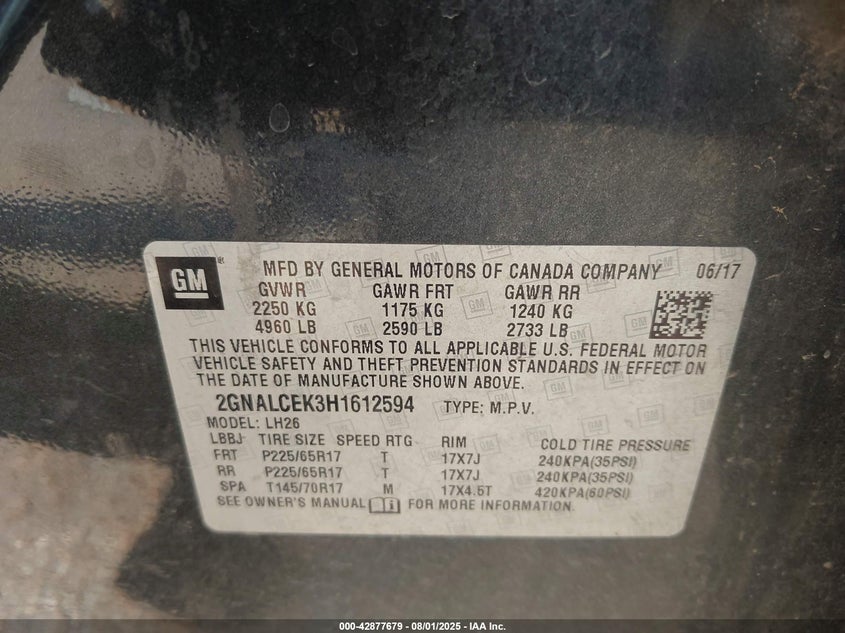 GM
MFD BY GENERAL MOTORS OF CANADA COMPANY 06/17
GVWR GAWR FRT GAWR RR
2250 KG 1175 KG 1240 KG
4960 LB 2590 LB 2733 LB
THIS VEHICLE CONFORMS TO ALL APPLICABLE U.S. FEDERAL MOTOR
VEHICLE SAFETY AND THEFT PREVENTION STANDARDS IN EFFECT ON
THE DATE OF MANUFACTURE SHOWN ABOVE.
2GNALCEK3H1612594 TYPE: M.P.V.
MODEL: LH26
LBBJ TIRE SIZE SPEED RTG RIM COLD TIRE PRESSURE
FRT P225/65R17 T 17X7J 240KPA(35PSI)
RR P225/65R17 T 17X7J 240KPA(35PSI)
SPA T145/70R17 M 17X4.5T 420KPA(60PSI)
SEE OWNER'S MANUAL FOR MORE INFORMATION.
000-42877679 - 08/01/2025 - IAA Inc.